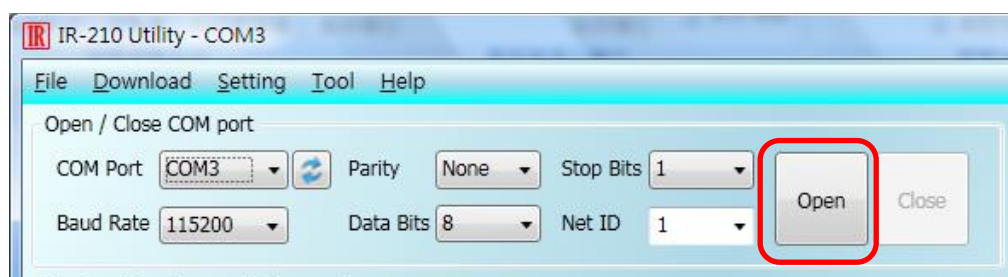 IR IR-210 Utility - COM3
File Download Setting Tool Help
Open / Close COM port
COM Port COM3 Parity None Stop Bits 1 Open Close
Baud Rate 115200 Data Bits 8 Net ID 1